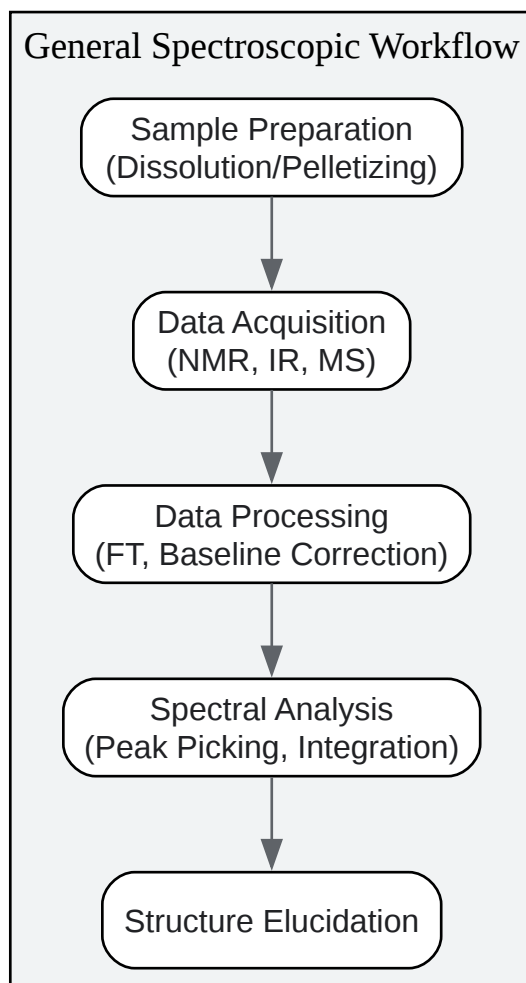 General Spectroscopic Workflow
Sample Preparation
(Dissolution/Pelletizing)
Data Acquisition
(NMR, IR, MS)
Data Processing
(FT, Baseline Correction)
Spectral Analysis
(Peak Picking, Integration)
Structure Elucidation